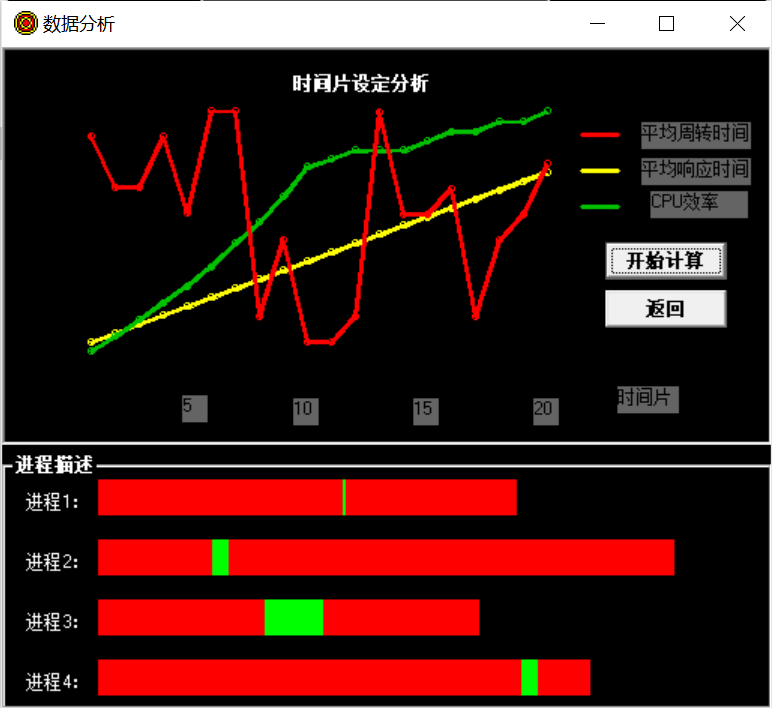 数据分析
时间片设定分析
平均周转时间
平均响应时间
CPU效率
开始计算
返回
5 10 15 20 时间片
进程描述
进程1:
进程2:
进程3:
进程4: